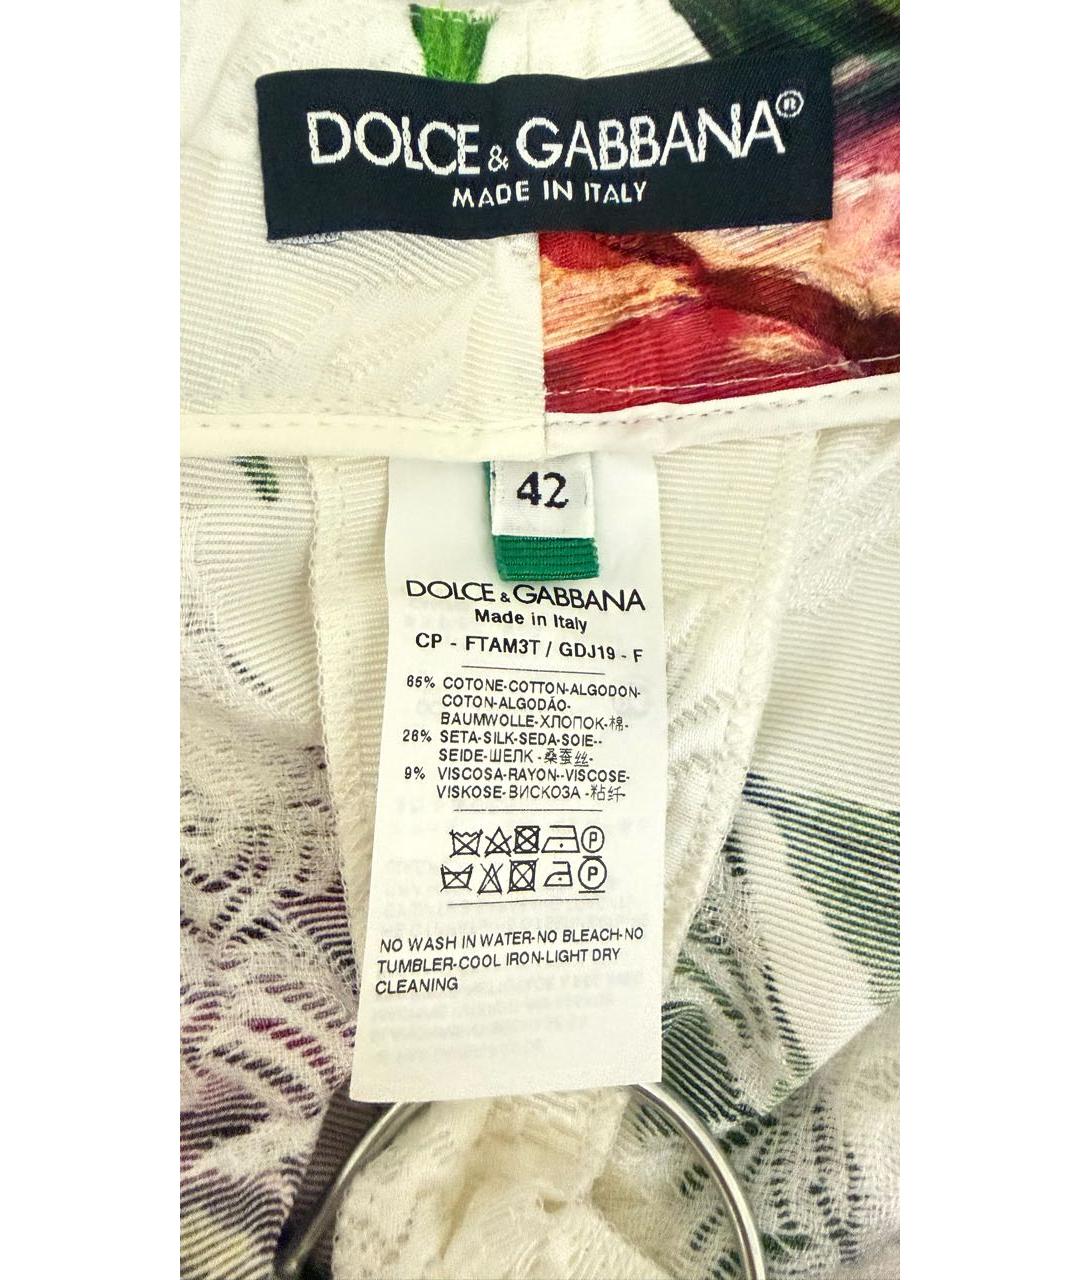 DOLCE & GABBANA®
MADE IN ITALY
42
DOLCE & GABBANA
Made in Italy
CP - FTAM3T / GDJ19 - F
65% COTONE-COTTON-ALGODON-
COTON-ALGODÃO-
BAUMWOLLE-ХЛОПОК-棉-
26% SETA-SILK-SEDA-SOIE--
SEIDE-ШЕЛК -桑蚕丝-
9% VISCOSA-RAYON--VISCOSE-
VISKOSE-ВИСКОЗА -粘纤-
P
P
NO WASH IN WATER-NO BLEACH-NO
TUMBLER-COOL IRON-LIGHT DRY
CLEANING